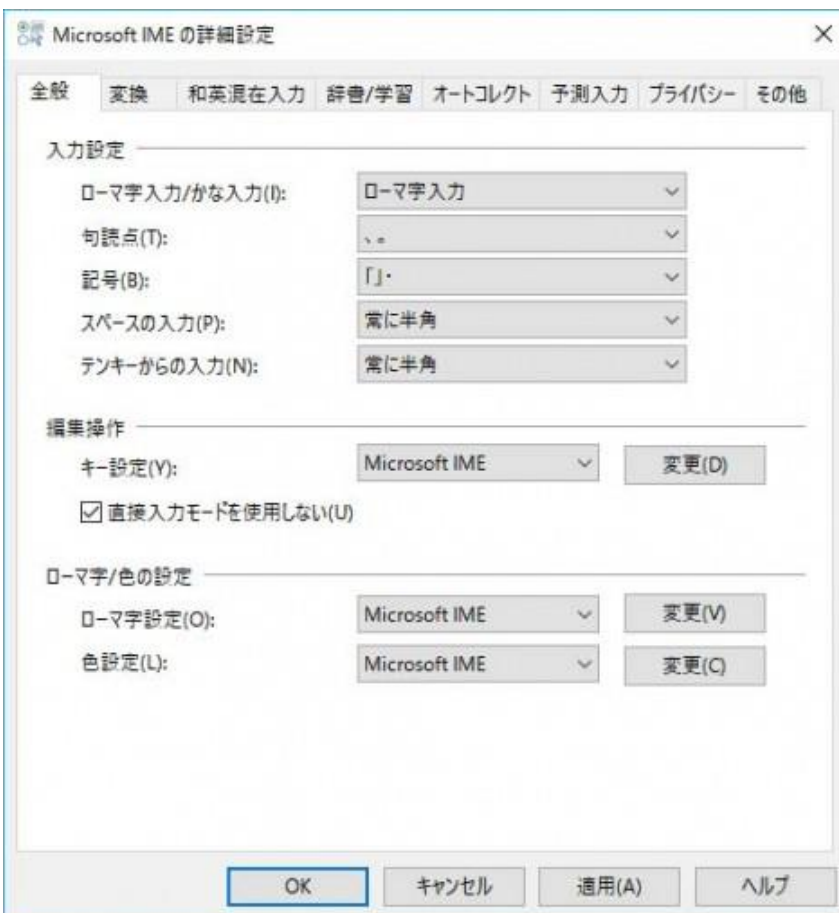 Microsoft IME の詳細設定
全般 変換 和英混在入力 辞書/学習 オートコレクト 予測入力 プライバシー その他
入力設定
ローマ字入力/かな入力(I): ローマ字入力
句読点(T): 、。
記号(B): 「」・
スペースの入力(P): 常に半角
テンキーからの入力(N): 常に半角
編集操作
キー設定(Y): Microsoft IME 変更(D)
直接入力モードを使用しない(U)
ローマ字/色の設定
ローマ字設定(O): Microsoft IME 変更(V)
色設定(L): Microsoft IME 変更(C)
OK キャンセル 適用(A) ヘルプ